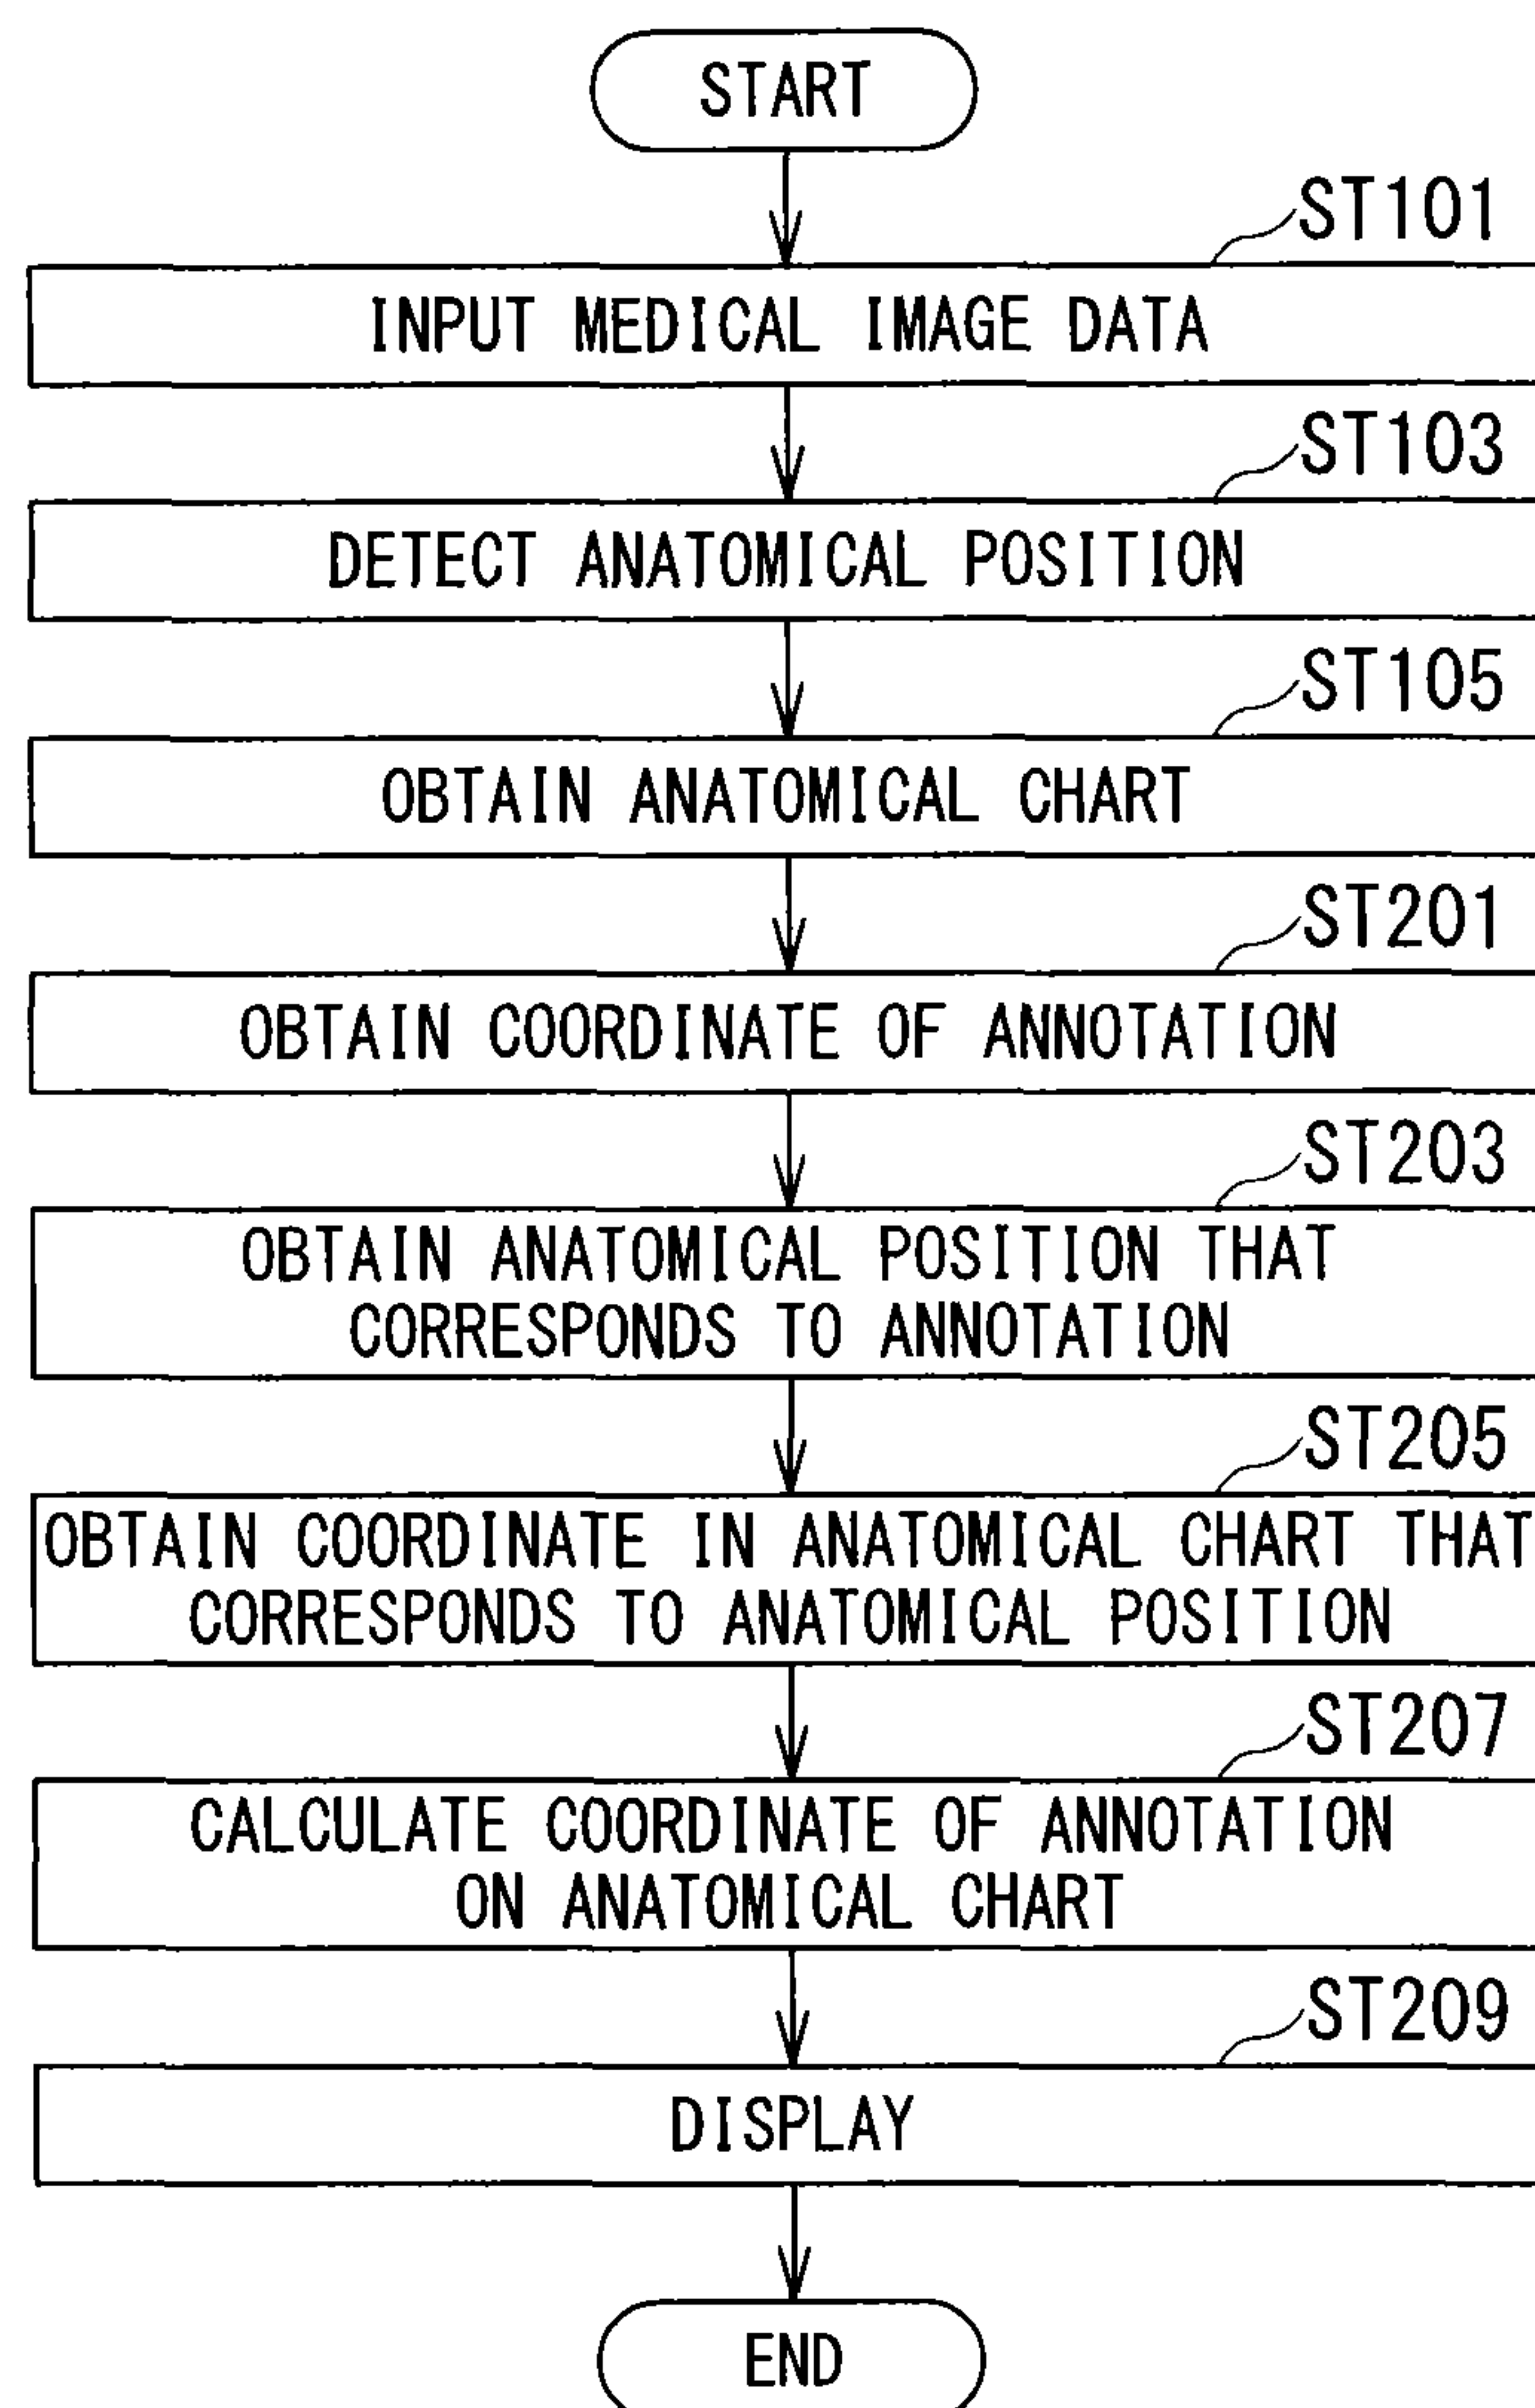 START
ST101
INPUT MEDICAL IMAGE DATA
ST103
DETECT ANATOMICAL POSITION
ST105
OBTAIN ANATOMICAL CHART
ST201
OBTAIN COORDINATE OF ANNOTATION
ST203
OBTAIN ANATOMICAL POSITION THAT
CORRESPONDS TO ANNOTATION
ST205
OBTAIN COORDINATE IN ANATOMICAL CHART THAT
CORRESPONDS TO ANATOMICAL POSITION
ST207
CALCULATE COORDINATE OF ANNOTATION
ON ANATOMICAL CHART
ST209
DISPLAY
END